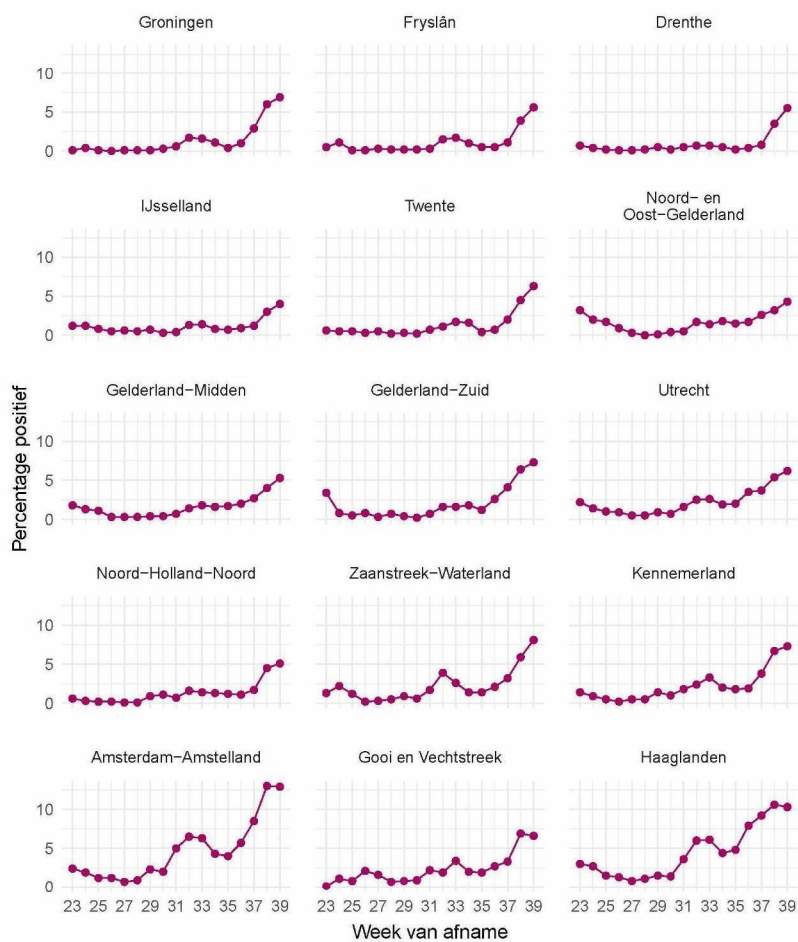 Groningen
Fryslân
Drenthe
10
5
0
IJsselland
Twente
Noord− en
Oost−Gelderland
10
5
0
Gelderland−Midden
Gelderland−Zuid
Utrecht
10
5
0
Noord−Holland−Noord
Zaanstreek−Waterland
Kennemerland
10
5
0
Amsterdam−Amstelland
Gooi en Vechtstreek
Haaglanden
10
5
0
23 25 27 29 31 33 35 37 39
23 25 27 29 31 33 35 37 39
23 25 27 29 31 33 35 37 39
Percentage positief
Week van afname